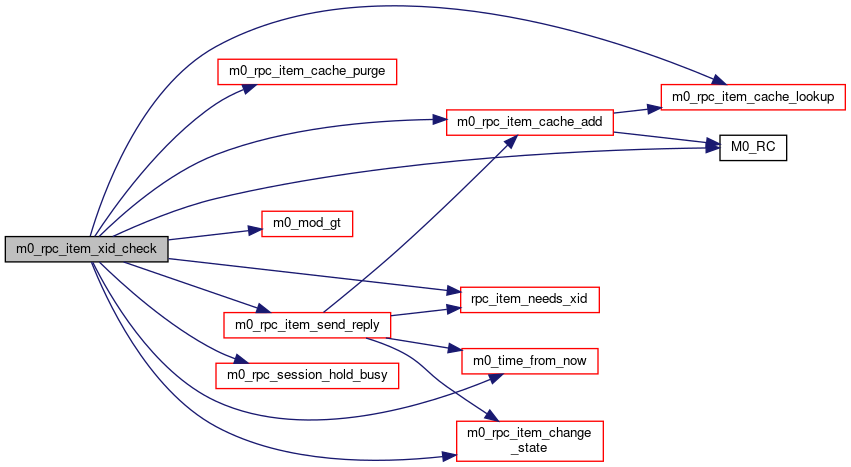 m0_rpc_item_cache_purge
m0_rpc_item_cache_lookup
m0_rpc_item_cache_add
M0_RC
m0_mod_gt
m0_rpc_item_xid_check
rpc_item_needs_xid
m0_rpc_item_send_reply
m0_time_from_now
m0_rpc_session_hold_busy
m0_rpc_item_change
_state